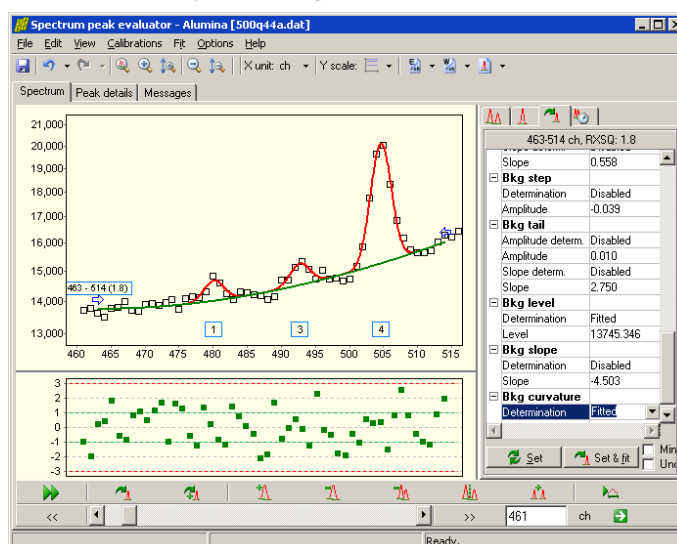 Spectrum peak evaluator - Alumina [500q44a.dat]
File Edit View Calibrations Fit Options Help
X unit: ch Y scale:
Spectrum Peak details Messages
463-514 ch, RXSQ: 1.8
Slope 0.558
Bkg step
Determination Disabled
Amplitude -0.039
Bkg tail
Amplitude determ. Disabled
Amplitude 0.010
Slope determ. Disabled
Slope 2.750
Bkg level
Determination Fitted
Level 13745.346
Bkg slope
Determination Disabled
Slope -4.503
Bkg curvature
Determination Fitted
Set Set & fit Min
Unc
21,000
20,000
19,000
18,000
17,000
16,000
15,000
14,000
13,000
463 - 514 (1.8)
1 3 4
460 465 470 475 480 485 490 495 500 505 510 515
3
2
1
0
-1
-2
-3
<< >> 461 ch
Ready.